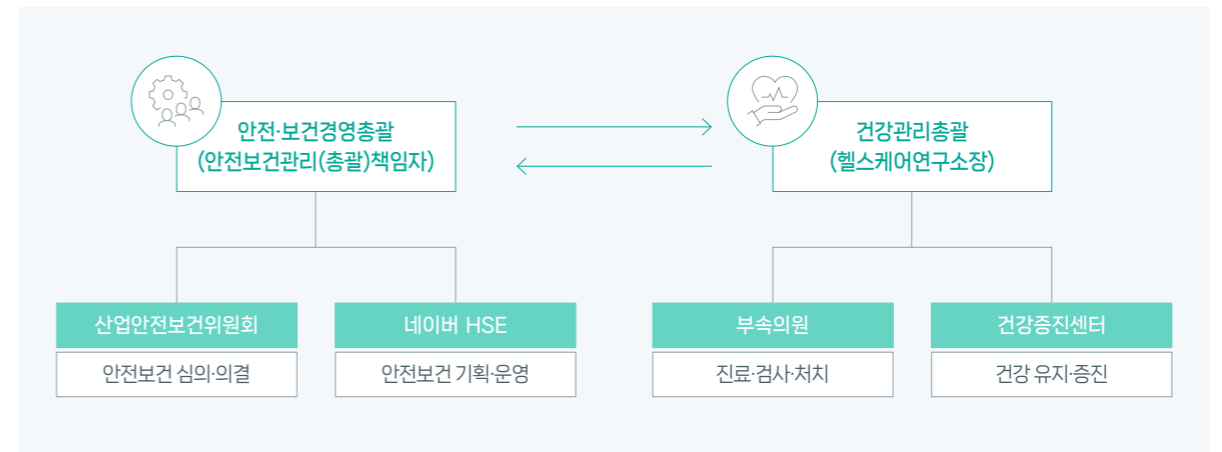 안전·보건경영총괄
(안전보건관리(총괄)책임자)
건강관리총괄
(헬스케어연구소장)
산업안전보건위원회
네이버 HSE
부속의원
건강증진센터
안전보건 심의·의결
안전보건 기획·운영
진료·검사·처치
건강 유지·증진